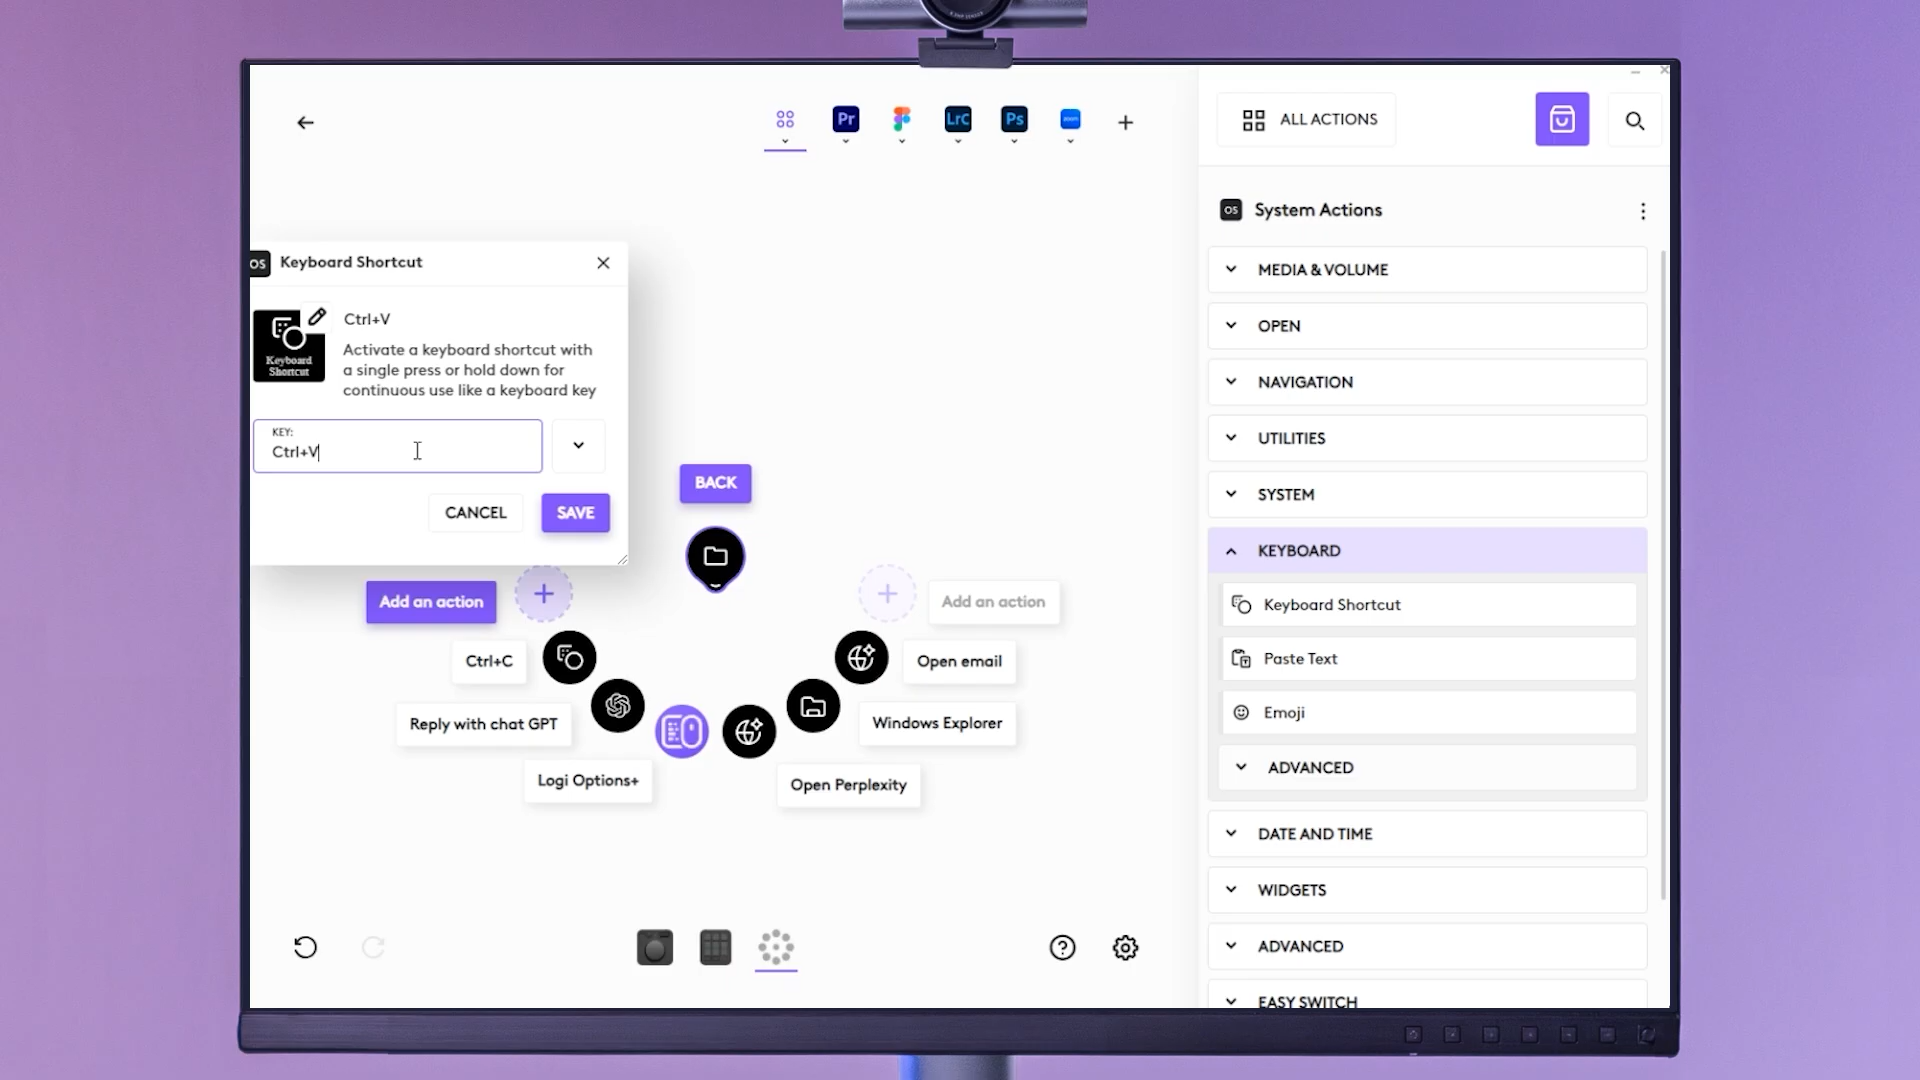 Pr
LrC
Ps
zoom
ALL ACTIONS
OS System Actions
MEDIA & VOLUME
OPEN
NAVIGATION
UTILITIES
SYSTEM
KEYBOARD
Keyboard Shortcut
Paste Text
Emoji
ADVANCED
DATE AND TIME
WIDGETS
ADVANCED
EASY SWITCH
OS Keyboard Shortcut
Keyboard
Shortcut
Ctrl+V
Activate a keyboard shortcut with
a single press or hold down for
continuous use like a keyboard key
KEY:
Ctrl+V
CANCEL
SAVE
BACK
Add an action
Add an action
Ctrl+C
Open email
Reply with chat GPT
Windows Explorer
Logi Options+
Open Perplexity